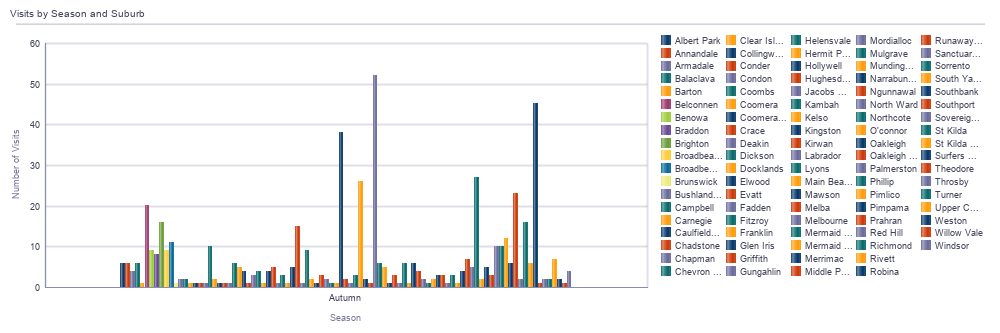 Visits by Season and Suburb
60
50
40
30
20
10
0
Number of Visits
Autumn
Season
Albert Park
Annandale
Armadale
Balaclava
Barton
Belconnen
Benowa
Braddon
Brighton
Broadbea...
Broadbe...
Brunswick
Bushland...
Campbell
Carnegie
Caulfield...
Chadstone
Chapman
Chevron ...
Clear Isl...
Collingw...
Conder
Condon
Coombs
Coomera
Coomera...
Crace
Deakin
Dickson
Docklands
Elwood
Evatt
Fadden
Fitzroy
Franklin
Glen Iris
Griffith
Gungahlin
Helensvale
Hermit P...
Hollywell
Hughesd...
Jacobs ...
Kambah
Kelso
Kingston
Kirwan
Labrador
Lyons
Main Bea...
Mawson
Melba
Melbourne
Mermaid ...
Mermaid ...
Merrimac
Middle P...
Mordialloc
Mulgrave
Munding...
Narrabun...
Ngunnawal
North Ward
Northcote
O'connor
Oakleigh
Oakleigh ...
Palmerston
Phillip
Pimlico
Pimpama
Prahran
Red Hill
Richmond
Rivett
Robina
Runaway...
Sanctuar...
Sorrento
South Ya...
Southbank
Southport
Sovereig...
St Kilda
St Kilda ...
Surfers ...
Theodore
Throsby
Turner
Upper C...
Weston
Willow Vale
Windsor